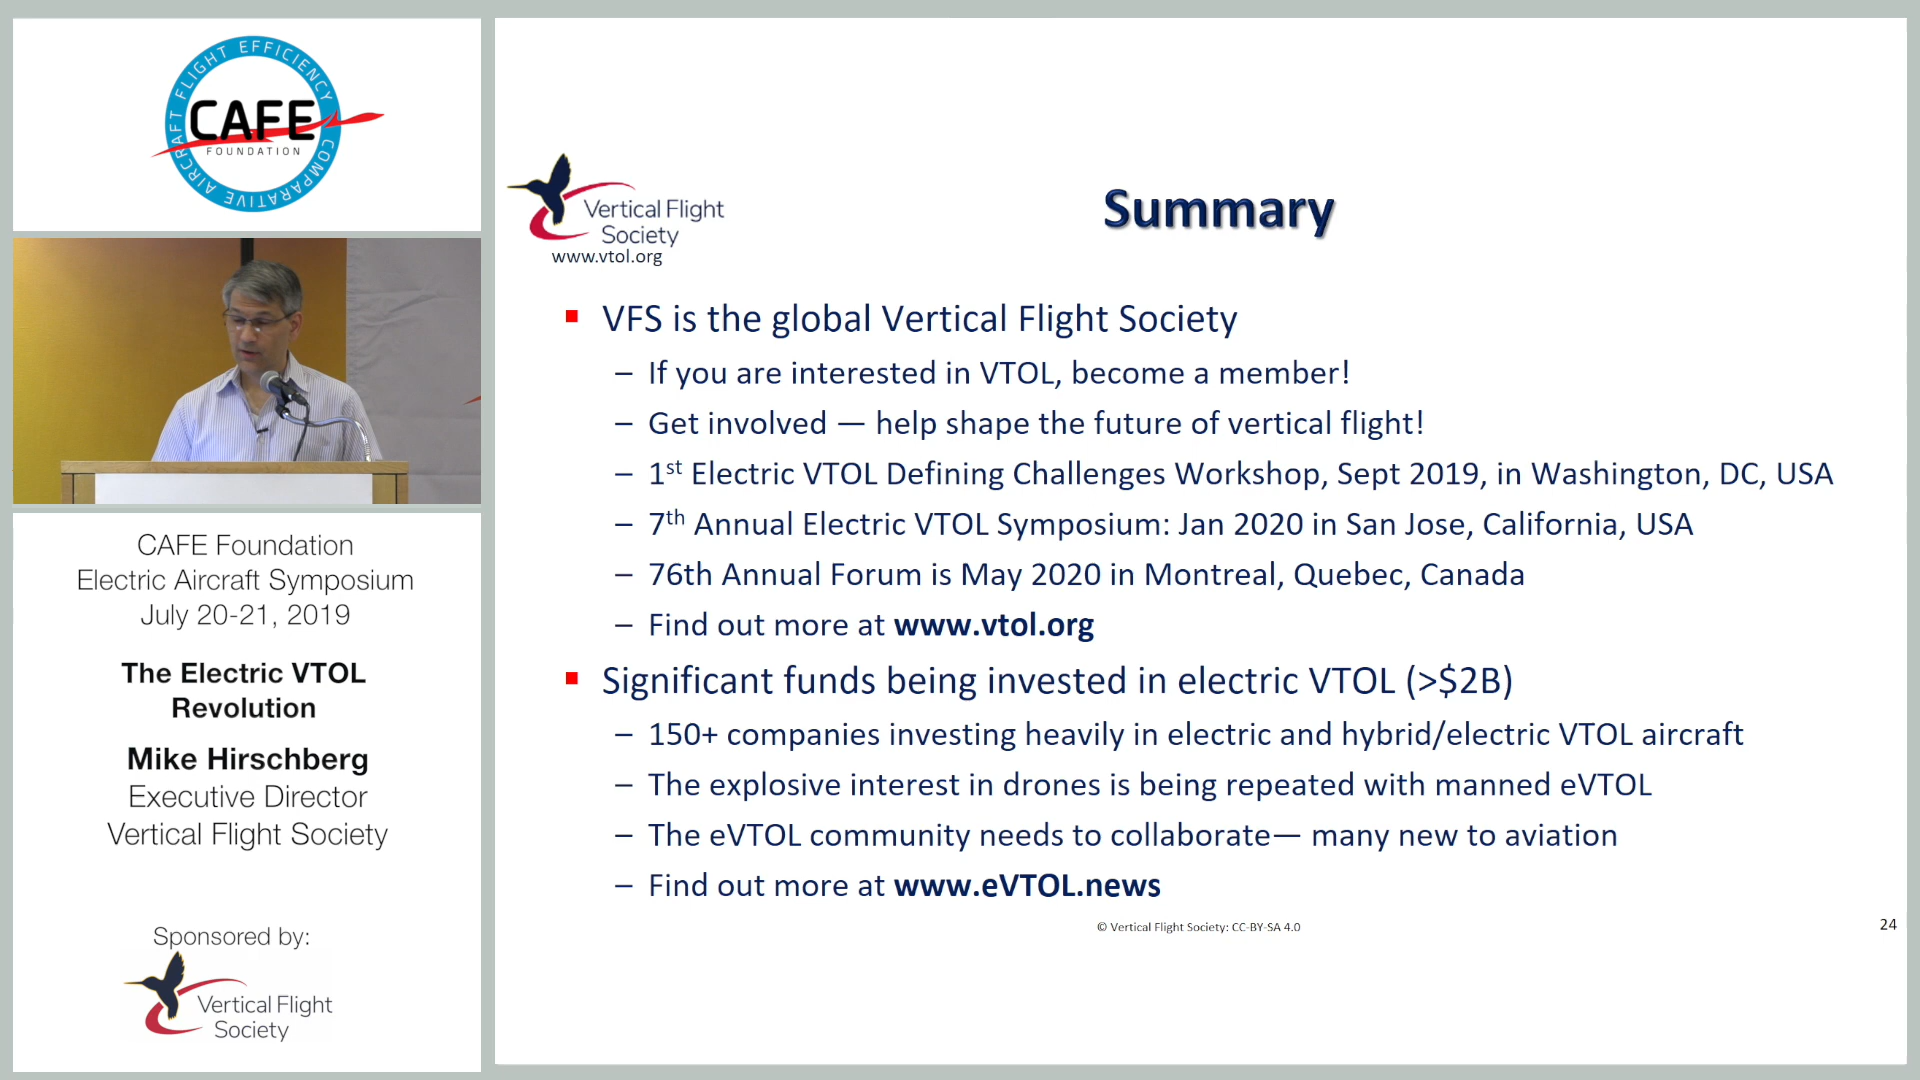 AIRCRAFT FLIGHT EFFICIENCY COMPARATIVE
CAFE
FOUNDATION
CAFE Foundation
Electric Aircraft Symposium
July 20-21, 2019
The Electric VTOL
Revolution
Mike Hirschberg
Executive Director
Vertical Flight Society
Sponsored by:
Vertical Flight
Society
Vertical Flight
Society
www.vtol.org
Summary
▪ VFS is the global Vertical Flight Society
– If you are interested in VTOL, become a member!
– Get involved — help shape the future of vertical flight!
– 1st Electric VTOL Defining Challenges Workshop, Sept 2019, in Washington, DC, USA
– 7th Annual Electric VTOL Symposium: Jan 2020 in San Jose, California, USA
– 76th Annual Forum is May 2020 in Montreal, Quebec, Canada
– Find out more at www.vtol.org
▪ Significant funds being invested in electric VTOL (>$2B)
– 150+ companies investing heavily in electric and hybrid/electric VTOL aircraft
– The explosive interest in drones is being repeated with manned eVTOL
– The eVTOL community needs to collaborate— many new to aviation
– Find out more at www.eVTOL.news
© Vertical Flight Society: CC-BY-SA 4.0
24